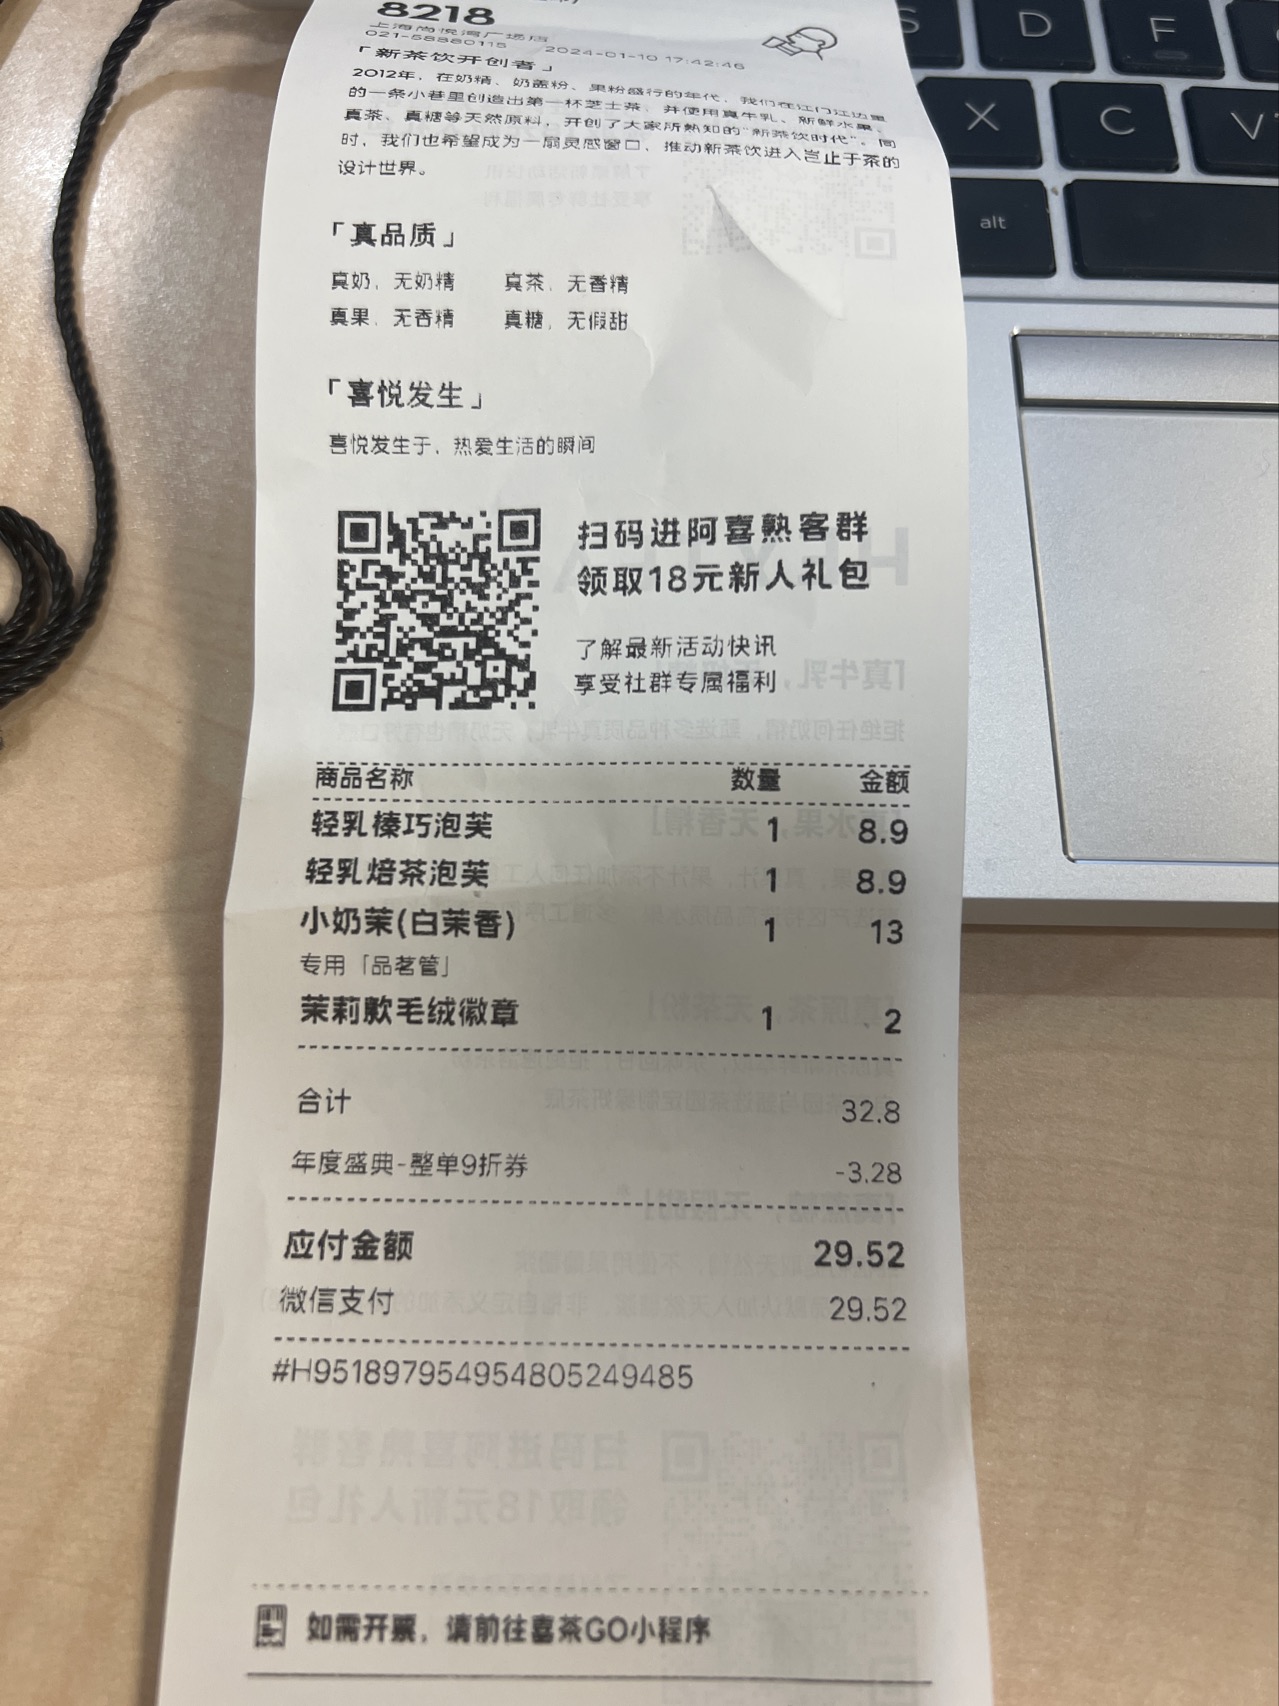 8218
上海尚悦湾广场店
021-58880115 2024-01-10 17:42:46
「新茶饮开创者」
2012年，在奶精、奶盖粉、果粉盛行的年代，我们在江门江边里
的一条小巷里创造出第一杯芝士茶，并使用真牛乳、新鲜水果、
真茶、真糖等天然原料，开创了大家所熟知的“新茶饮时代”。同
时，我们也希望成为一扇灵感窗口，推动新茶饮进入岂止于茶的
设计世界。
「真品质」
真奶，无奶精 真茶，无香精
真果，无香精 真糖，无假甜
「喜悦发生」
喜悦发生于，热爱生活的瞬间
扫码进阿喜熟客群
领取18元新人礼包
了解最新活动快讯
享受社群专属福利
商品名称 数量 金额
轻乳榛巧泡芙 1 8.9
轻乳焙茶泡芙 1 8.9
小奶茉(白茉香) 1 13
专用「品茗管」
茉莉歕毛绒徽章 1 2
合计 32.8
年度盛典-整单9折券 -3.28
应付金额 29.52
微信支付 29.52
#H951897954954805249485
如需开票，请前往喜茶GO小程序
S
D
F
X
C
V
alt